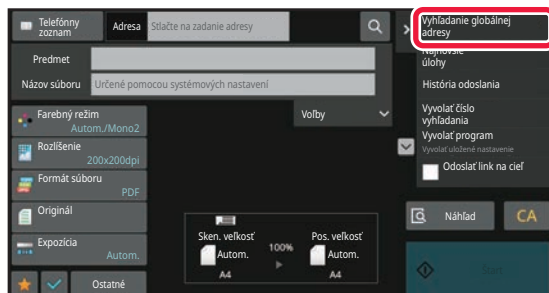 Telefónny
zoznam
Adresa
Stlačte na zadanie adresy
Predmet
Názov súboru
Určené pomocou systémových nastavení
Farebný režim
Autom./Mono2
Rozlíšenie
200x200dpi
Formát súboru
PDF
Originál
Expozícia
Autom.
Ostatné
Voľby
Sken. veľkosť
Autom.
A4
100%
Pos. veľkosť
Autom.
A4
Vyhľadanie globálnej
adresy
Najnovšie
úlohy
História odoslania
Vyvolať číslo
vyhľadania
Vyvolať program
Vyvolať uložené nastavenie
Odoslať link na cieľ
Náhľad
CA
Start